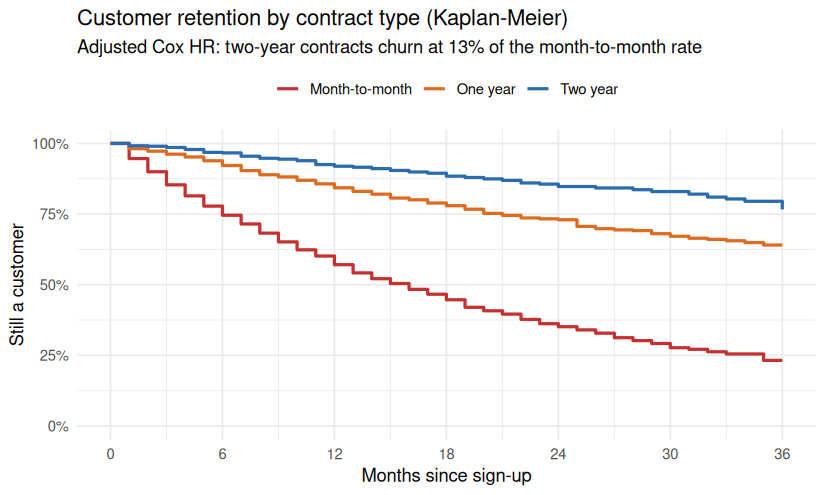 Customer retention by contract type (Kaplan-Meier)
Adjusted Cox HR: two-year contracts churn at 13% of the month-to-month rate
Month-to-month One year Two year
100%
75%
50%
25%
0%
Still a customer
0 6 12 18 24 30 36
Months since sign-up